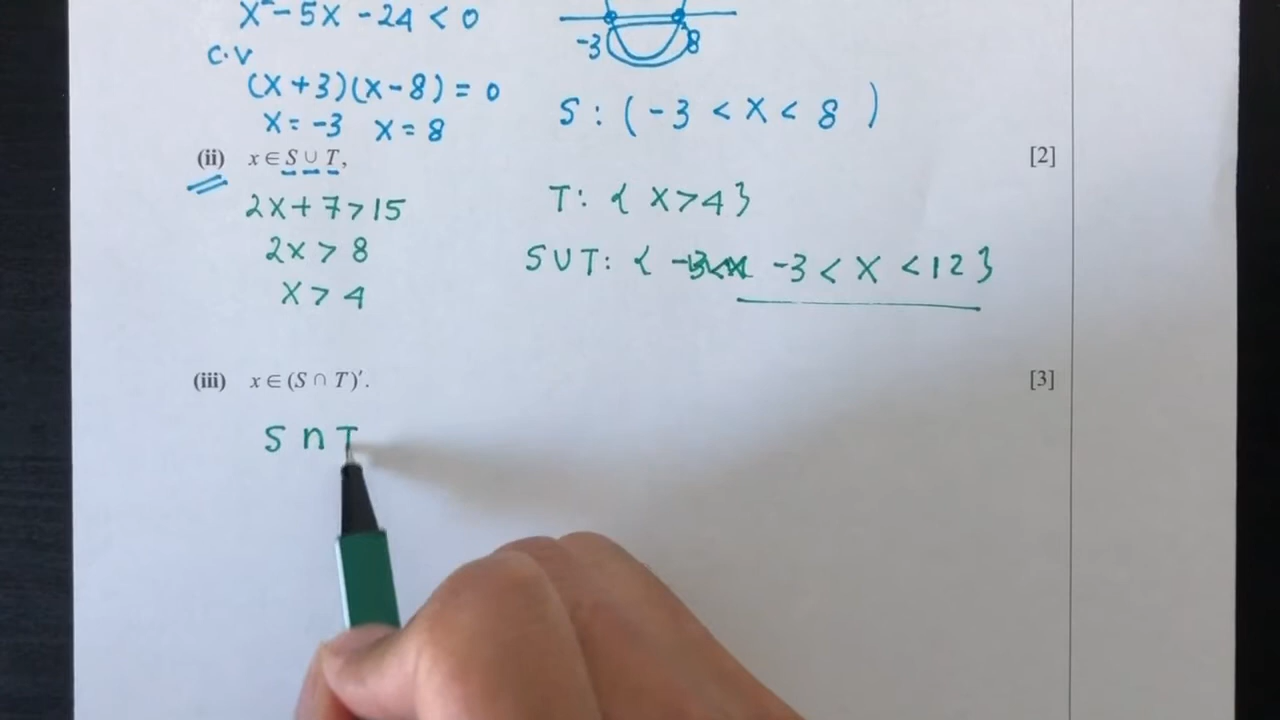 x² - 5x - 24 < 0
-3 8
C.V
(x + 3)(x - 8) = 0
x = -3 x = 8
S : ( -3 < x < 8 )
(ii) x ∈ S ∪ T, [2]
2x + 7 > 15
2x > 8
x > 4
T: { x > 4 }
S∪T: { -3 < x -3 < x < 12 }
(iii) x ∈ (S ∩ T)′. [3]
S ∩ T